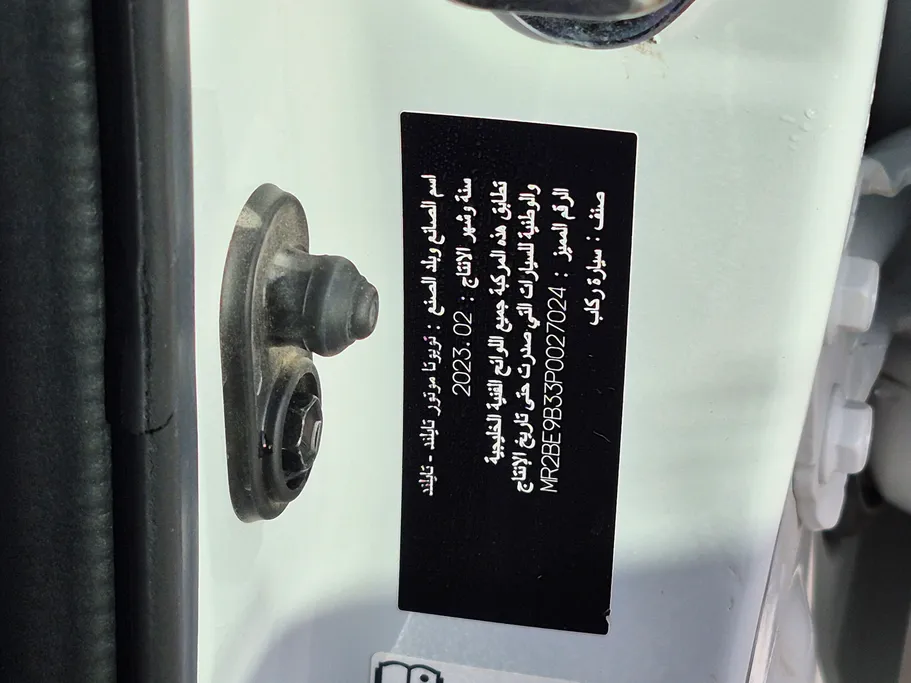 اسم الصانع وبلد الصنع : تويوتا موتور تايلند - تايلند
سنة وشهر الانتاج : 2023.02
تطابق هذه المركبة جميع اللوائح الفنية الخليجية
والوطنية للسيارات التي صدرت حتى تاريخ الإنتاج
الرقم المميز : MR2BE9B33P0027024
صنف : سيارة ركاب